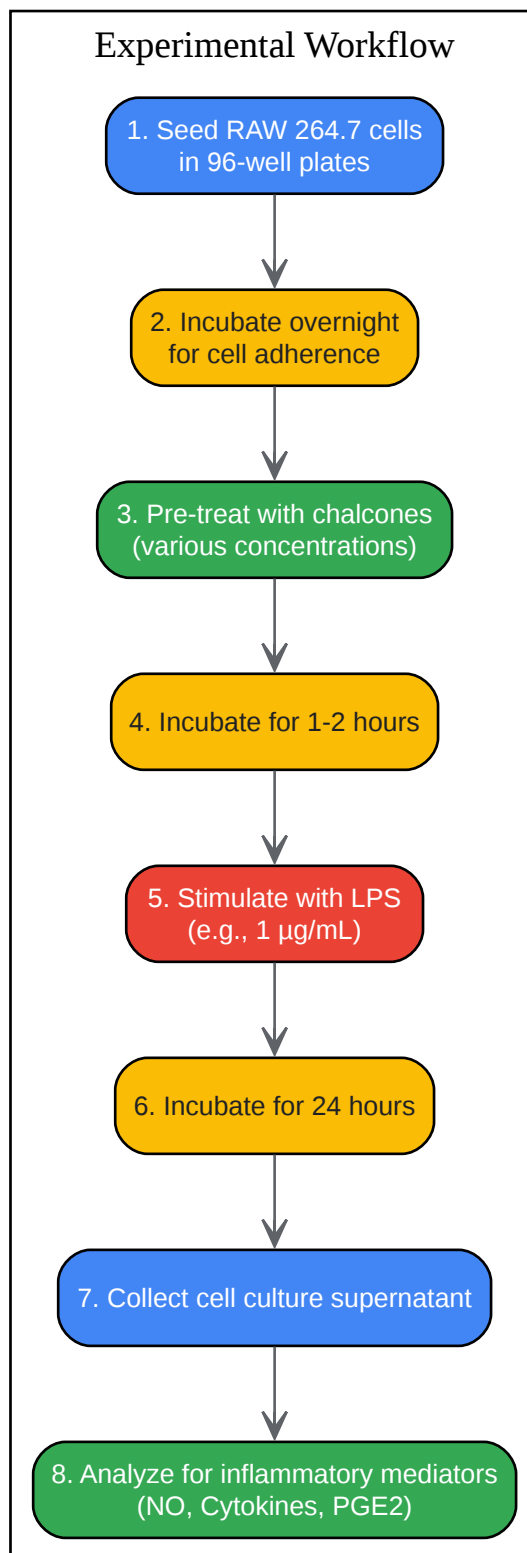 Experimental Workflow
1. Seed RAW 264.7 cells
in 96-well plates
2. Incubate overnight
for cell adherence
3. Pre-treat with chalcones
(various concentrations)
4. Incubate for 1-2 hours
5. Stimulate with LPS
(e.g., 1 µg/mL)
6. Incubate for 24 hours
7. Collect cell culture supernatant
8. Analyze for inflammatory mediators
(NO, Cytokines, PGE2)